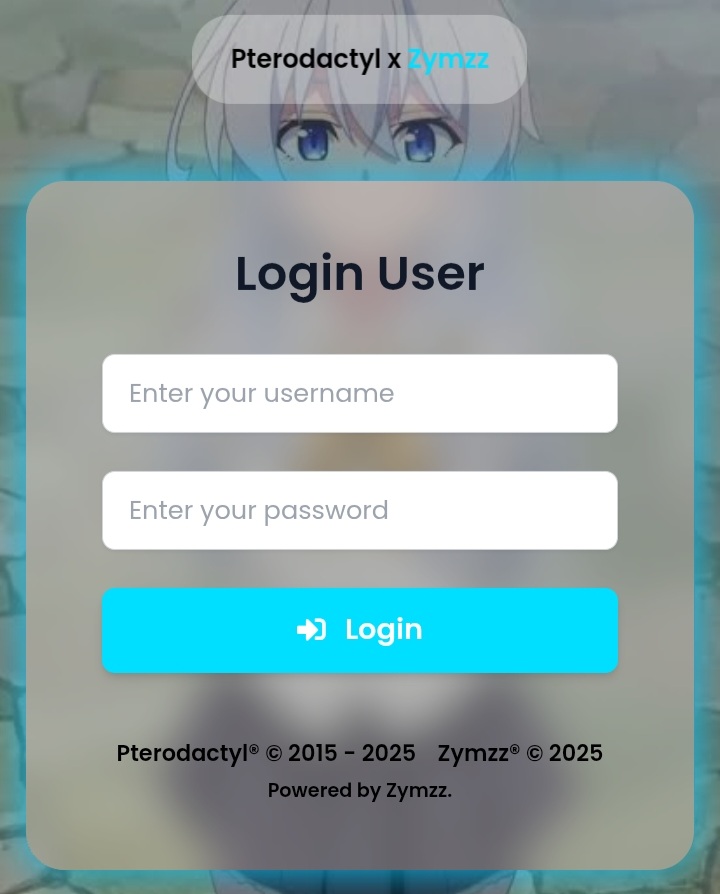 Pterodactyl x Zymzz
Login User
Enter your username
Enter your password
Login
Pterodactyl® © 2015 - 2025 Zymzz® © 2025
Powered by Zymzz.